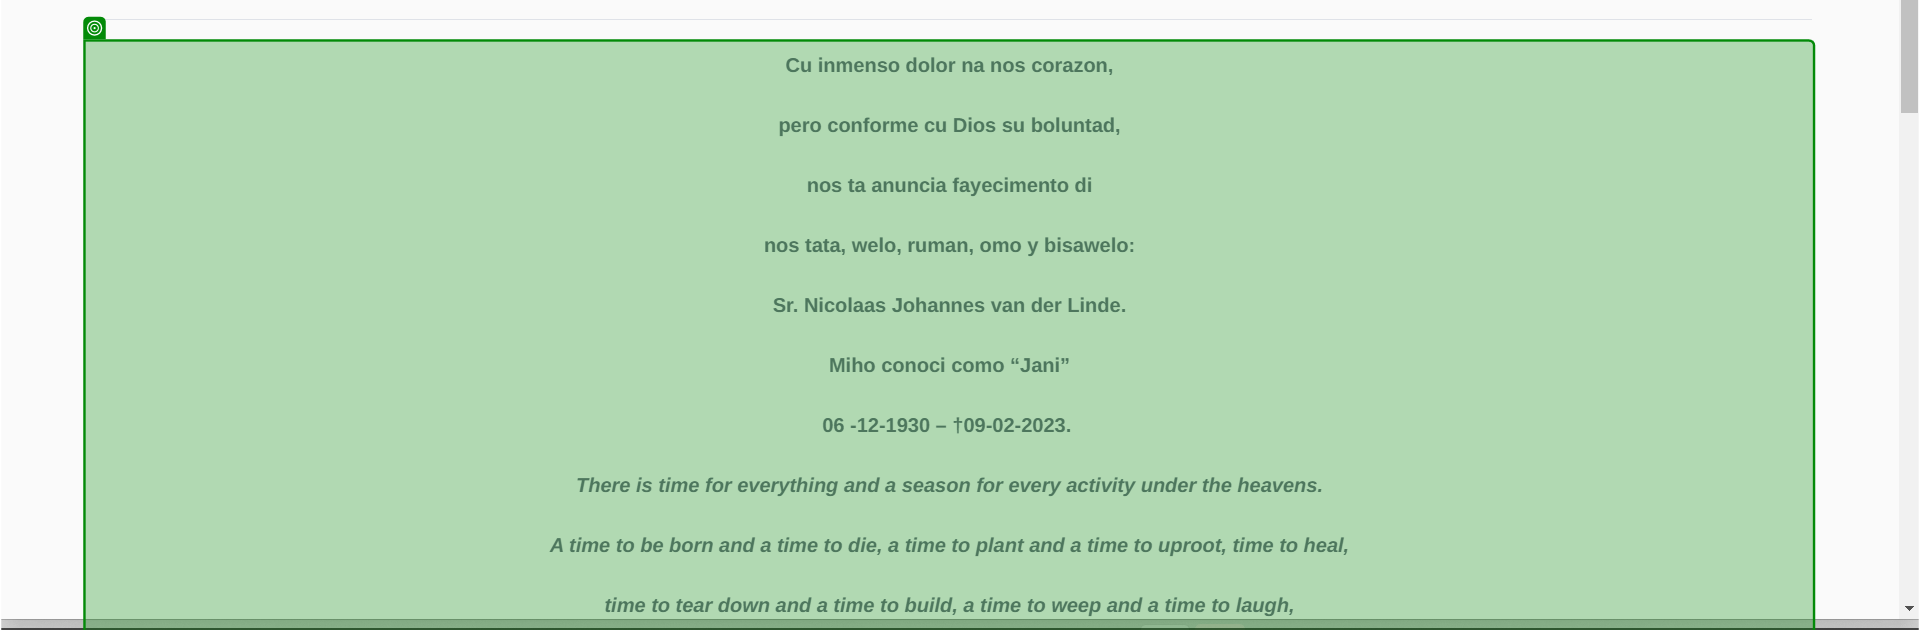 Cu inmenso dolor na nos corazon,
pero conforme cu Dios su boluntad,
nos ta anuncia fayecimento di
nos tata, welo, ruman, omo y bisawelo:
Sr. Nicolaas Johannes van der Linde.
Miho conoci como “Jani”
06 -12-1930 – †09-02-2023.
There is time for everything and a season for every activity under the heavens.
A time to be born and a time to die, a time to plant and a time to uproot, time to heal,
time to tear down and a time to build, a time to weep and a time to laugh,